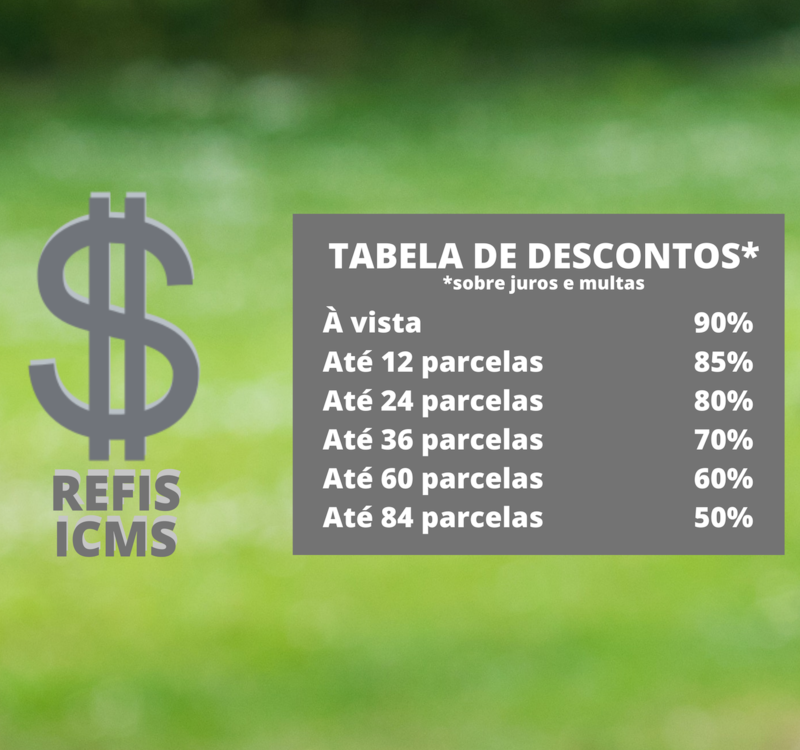 REFIS
ICMS
TABELA DE DESCONTOS*
*sobre juros e multas
À vista 90%
Até 12 parcelas 85%
Até 24 parcelas 80%
Até 36 parcelas 70%
Até 60 parcelas 60%
Até 84 parcelas 50%